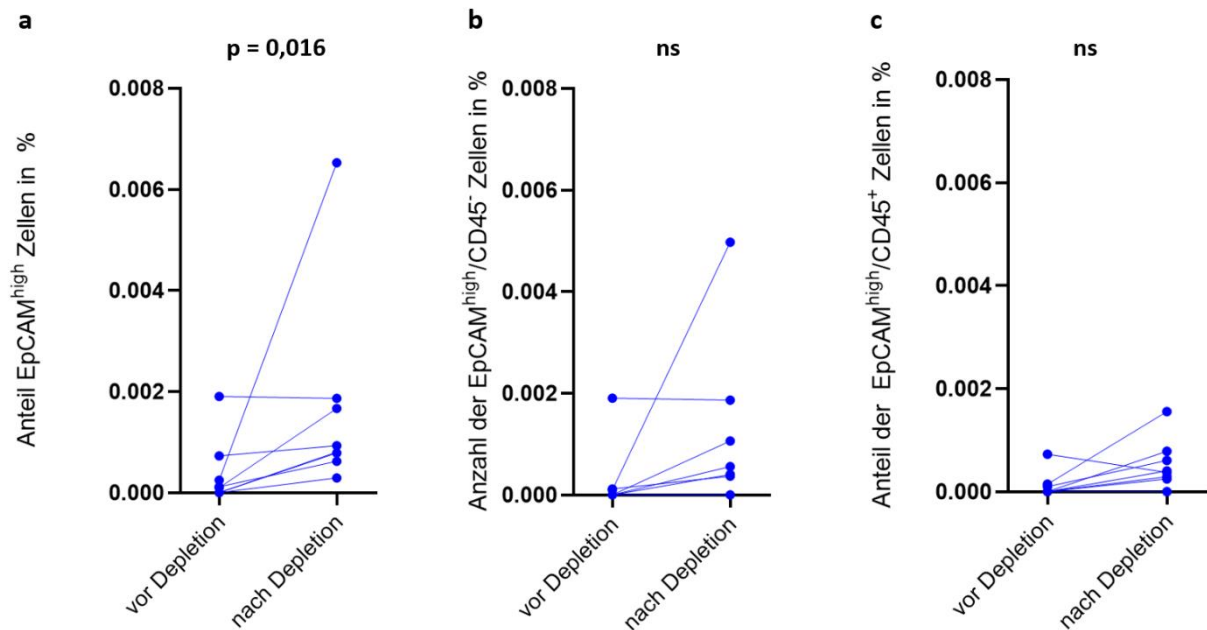 a
p = 0,016
Anteil EpCAMhigh Zellen in %
0.008
0.006
0.004
0.002
0.000
vor Depletion
nach Depletion
b
ns
Anzahl der EpCAMhigh/CD45- Zellen in %
0.008
0.006
0.004
0.002
0.000
vor Depletion
nach Depletion
c
ns
Anteil der EpCAMhigh/CD45+ Zellen in %
0.008
0.006
0.004
0.002
0.000
vor Depletion
nach Depletion